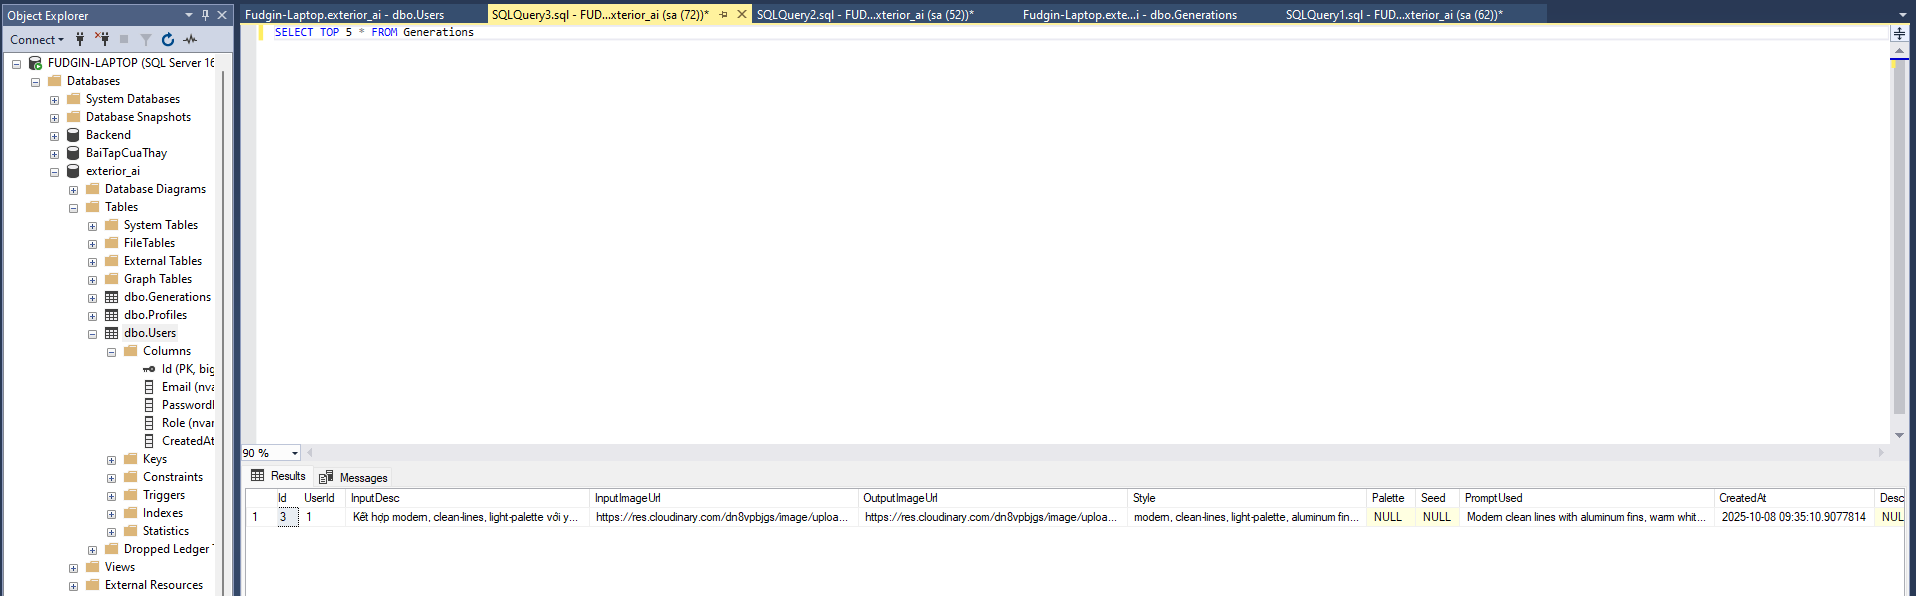 Object Explorer
Fudgin-Laptop.exterior_ai - dbo.Users
SQLQuery3.sql - FUD...xterior_ai (sa (72))*
SQLQuery2.sql - FUD...xterior_ai (sa (52))*
Fudgin-Laptop.exte...i - dbo.Generations
SQLQuery1.sql - FUD...xterior_ai (sa (62))*
Connect
FUDGIN-LAPTOP (SQL Server 16
Databases
System Databases
Database Snapshots
Backend
BaiTapCuaThay
exterior_ai
Database Diagrams
Tables
System Tables
FileTables
External Tables
Graph Tables
dbo.Generations
dbo.Profiles
dbo.Users
Columns
Id (PK, big
Email (nva
PasswordH
Role (nvar
CreatedAt
Keys
Constraints
Triggers
Indexes
Statistics
Dropped Ledger T
Views
External Resources
SELECT TOP 5 * FROM Generations
90 %
Results Messages
Id UserId InputDesc InputImageUrl OutputImageUrl Style Palette Seed PromptUsed CreatedAt Desc
1 3 1 Kết hợp modern, clean-lines, light-palette với y... https://res.cloudinary.com/dn8vpbjgs/image/uploa... https://res.cloudinary.com/dn8vpbjgs/image/uploa... modern, clean-lines, light-palette, aluminum fin... NULL NULL Modern clean lines with aluminum fins, warm whit... 2025-10-08 09:35:10.9077814 NUL